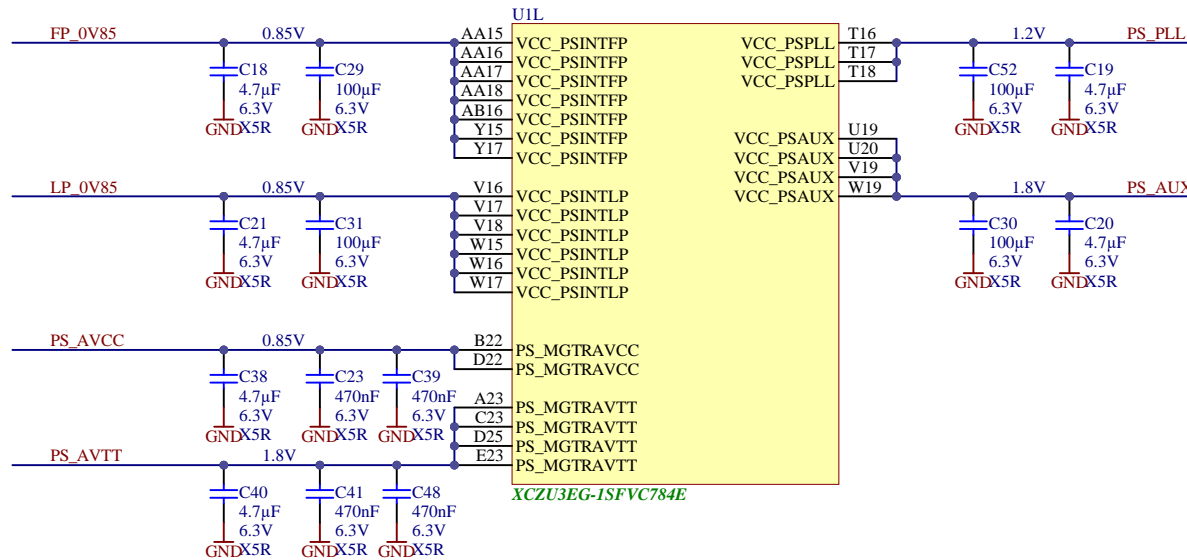 U1L
FP_0V85 0.85V AA15 VCC_PSINTFP VCC_PSPLL T16 1.2V PS_PLL
AA16 VCC_PSINTFP VCC_PSPLL T17
C18 C29 AA17 VCC_PSINTFP VCC_PSPLL T18 C52 C19
4.7µF 100µF AA18 VCC_PSINTFP 100µF 4.7µF
6.3V 6.3V AB16 VCC_PSINTFP 6.3V 6.3V
GND X5R GND X5R Y15 VCC_PSINTFP VCC_PSAUX U19 GND X5R GND X5R
Y17 VCC_PSINTFP VCC_PSAUX U20
VCC_PSAUX V19
LP_0V85 0.85V V16 VCC_PSINTLP VCC_PSAUX W19 1.8V PS_AUX
V17 VCC_PSINTLP
C21 C31 V18 VCC_PSINTLP C30 C20
4.7µF 100µF W15 VCC_PSINTLP 100µF 4.7µF
6.3V 6.3V W16 VCC_PSINTLP 6.3V 6.3V
GND X5R GND X5R W17 VCC_PSINTLP GND X5R GND X5R
PS_AVCC 0.85V B22 PS_MGTRAVCC
D22 PS_MGTRAVCC
C38 C23 C39
4.7µF 470nF 470nF A23 PS_MGTRAVTT
6.3V 6.3V 6.3V C23 PS_MGTRAVTT
GND X5R GND X5R GND X5R D25 PS_MGTRAVTT
PS_AVTT 1.8V E23 PS_MGTRAVTT
C40 C41 C48 XCZU3EG-1SFVC784E
4.7µF 470nF 470nF
6.3V 6.3V 6.3V
GND X5R GND X5R GND X5R